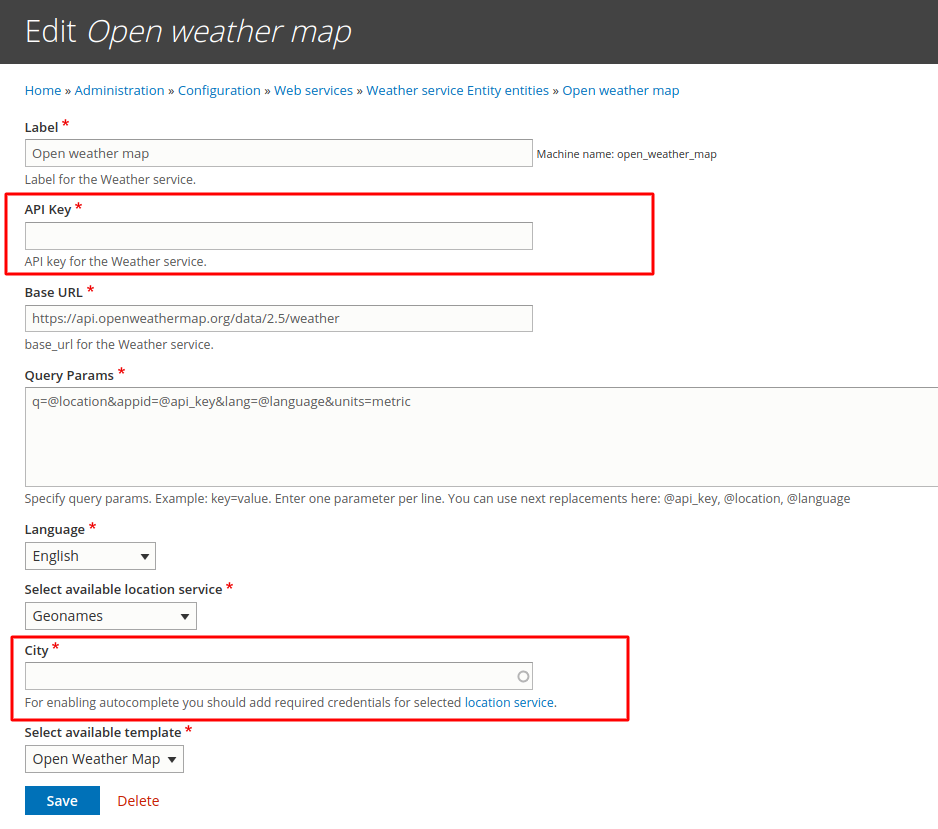 Edit Open weather map
Home » Administration » Configuration » Web services » Weather service Entity entities » Open weather map
Label *
Open weather map Machine name: open_weather_map
Label for the Weather service.
API Key *
API key for the Weather service.
Base URL *
https://api.openweathermap.org/data/2.5/weather
base_url for the Weather service.
Query Params *
q=@location&appid=@api_key&lang=@language&units=metric
Specify query params. Example: key=value. Enter one parameter per line. You can use next replacements here: @api_key, @location, @language
Language *
English
Select available location service *
Geonames
City *
For enabling autocomplete you should add required credentials for selected location service.
Select available template *
Open Weather Map
Save Delete